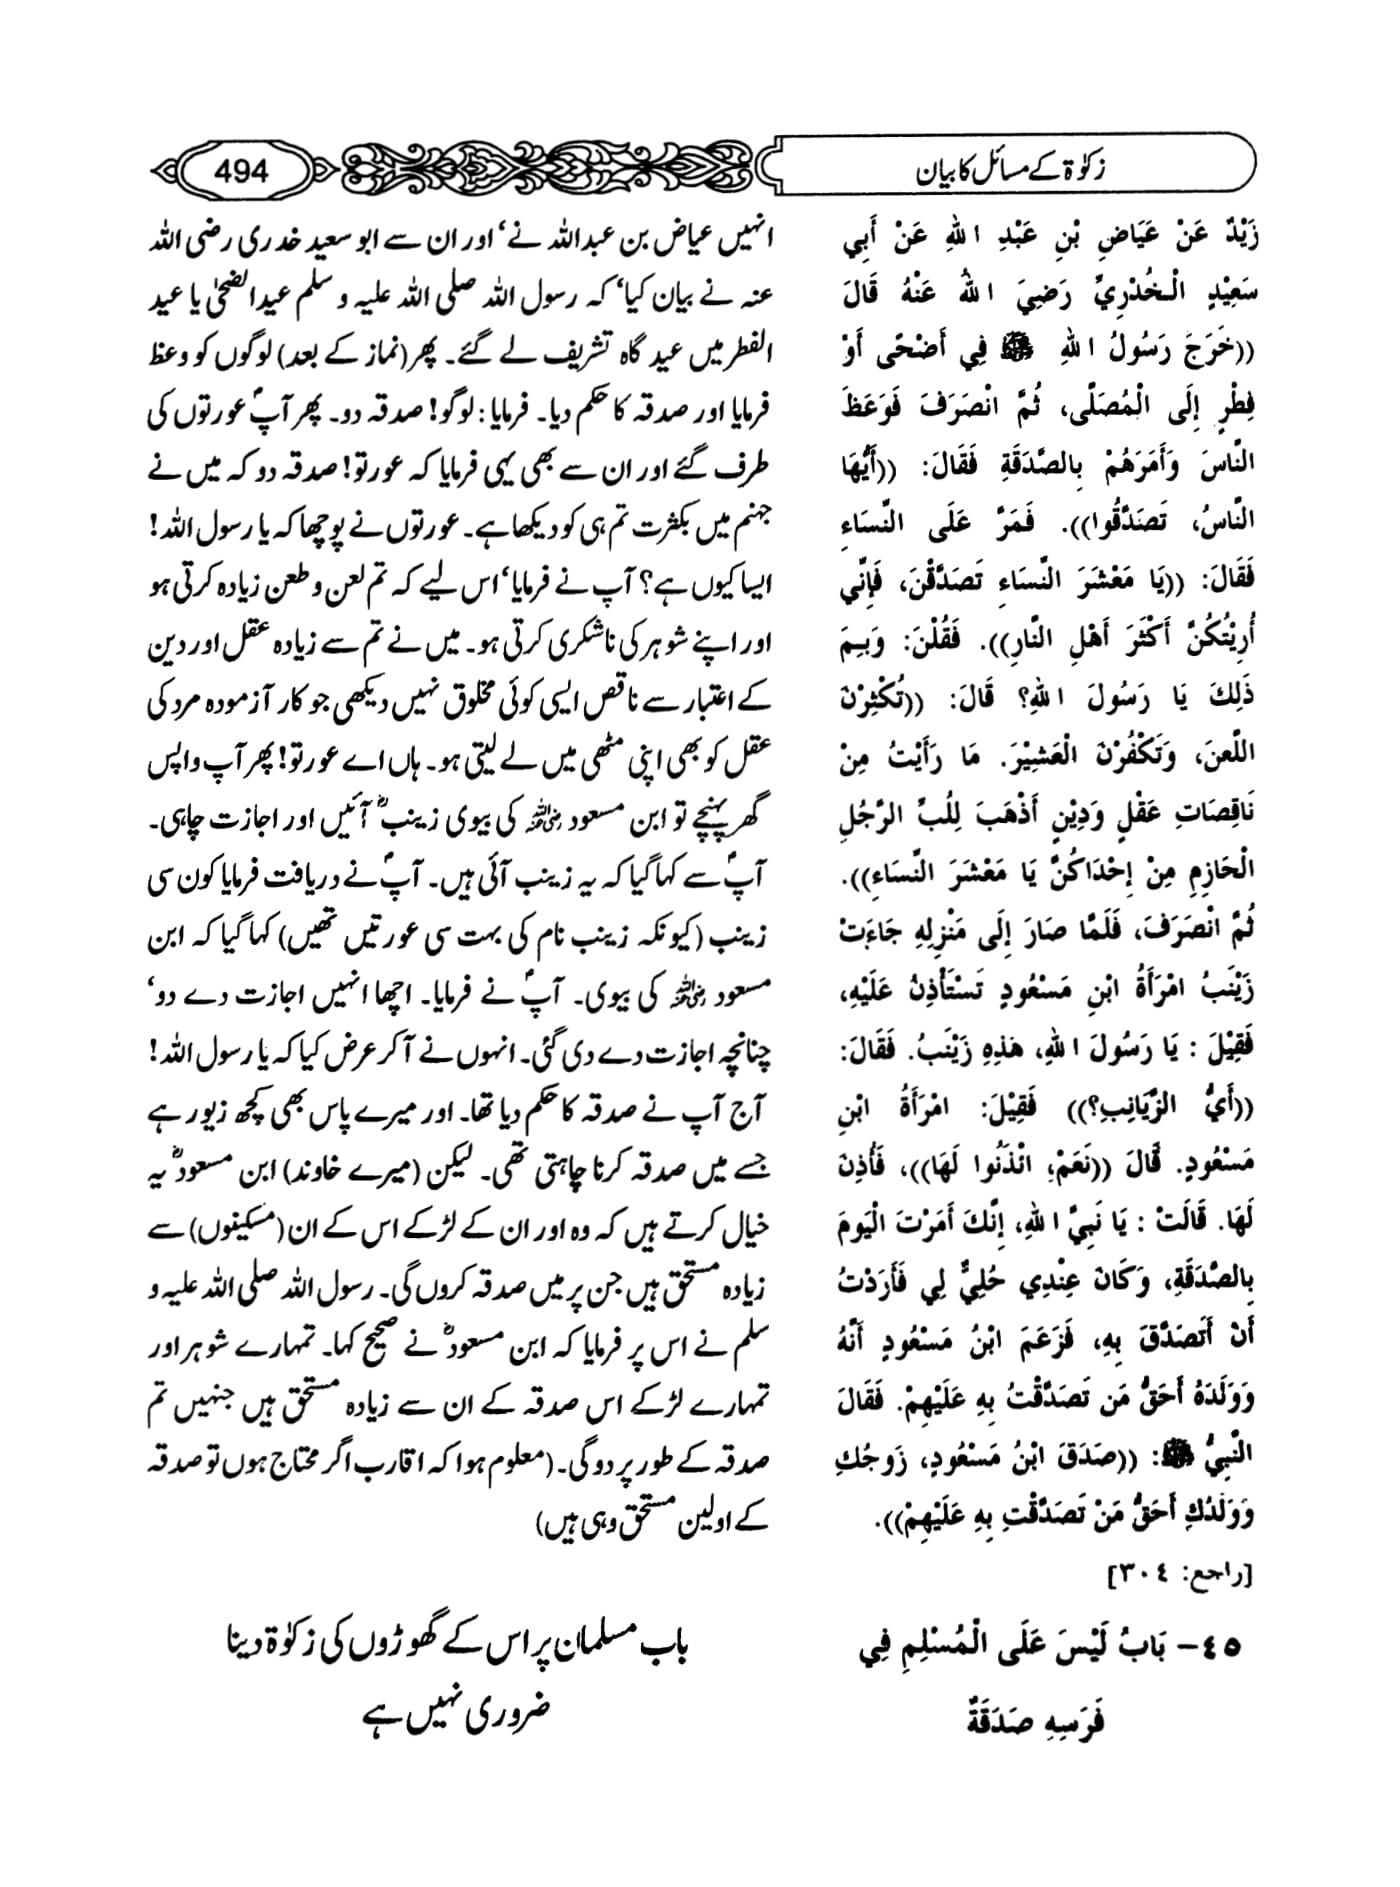 زکوٰۃ کے مسائل کا بیان
494
زَيْدٌ عَنْ عَيَاضِ بْنِ عَبْدِ اللهِ عَنْ أَبِي
سَعِيْدٍ الْخُدْرِيِّ رَضِيَ اللهُ عَنْهُ قَالَ
((خَرَجَ رَسُولُ اللهِ ﷺ فِي أَضْحًى أَوْ
فِطْرٍ إِلَى الْمُصَلَّى، ثُمَّ انْصَرَفَ فَوَعَظَ
النَّاسَ وَأَمَرَهُمْ بِالصَّدَقَةِ فَقَالَ: ((أَيُّهَا
النَّاسُ، تَصَدَّقُوا)). فَمَرَّ عَلَى النِّسَاءِ
فَقَالَ: ((يَا مَعْشَرَ النِّسَاءِ تَصَدَّقْنَ، فَإِنِّي
أُرِيْتُكُنَّ أَكْثَرَ أَهْلِ النَّارِ)). فَقُلْنَ: وَبِمَ
ذَلِكَ يَا رَسُولَ اللهِ؟ قَالَ: ((تُكْثِرْنَ
اللَّعنَ، وَتَكْفُرْنَ الْعَشِيْرَ. مَا رَأَيْتُ مِنْ
نَاقِصَاتِ عَقْلٍ وَدِيْنٍ أَذْهَبَ لِلُبِّ الرَّجُلِ
الْحَازِمِ مِنْ إِحْدَاكُنَّ يَا مَعْشَرَ النِّسَاءِ)).
ثُمَّ انْصَرَفَ، فَلَمَّا صَارَ إِلَى مَنْزِلِهِ جَاءَتْ
زَيْنَبُ امْرَأَةُ ابْنِ مَسْعُودٍ تَسْتَأْذِنُ عَلَيْهِ،
فَقِيْلَ : يَا رَسُولَ اللهِ، هَذِهِ زَيْنَبُ. فَقَالَ:
((أَيُّ الزَّيَانِبِ؟)) فَقِيْلَ: امْرَأَةُ ابْنِ
مَسْعُودٍ. قَالَ ((نَعَمْ، ائْذَنُوا لَهَا))، فَأُذِنَ
لَهَا. قَالَتْ : يَا نَبِيَّ اللهِ، إِنَّكَ أَمَرْتَ الْيَومَ
بِالصَّدَقَةِ، وَكَانَ عِنْدِي حُلِيٌّ لِي فَأَرَدْتُ
أَنْ أَتَصَدَّقَ بِهِ، فَزَعَمَ ابْنُ مَسْعُودٍ أَنَّهُ
وَوَلَدَهُ أَحَقُّ مَن تَصَدَّقْتُ بِهِ عَلَيْهِمْ. فَقَالَ
النَّبِيُّ ﷺ: ((صَدَقَ ابْنُ مَسْعُودٍ، زَوجُكِ
وَوَلَدُكِ أَحَقُّ مَنْ تَصَدَّقْتِ بِهِ عَلَيْهِمْ)).
[راجع: ٣٠٤]
٤٥- بَابُ لَيْسَ عَلَى الْمُسْلِمِ فِي
فَرَسِهِ صَدَقَةٌ
انہیں عیاض بن عبداللہ نے‘ اور ان سے ابو سعید خدری رضی اللہ
عنہ نے بیان کیا‘ کہ رسول اللہ صلی اللہ علیہ و سلم عیدالضحیٰ یا عید
الفطر میں عید گاہ تشریف لے گئے۔ پھر (نماز کے بعد) لوگوں کو وعظ
فرمایا اور صدقہ کا حکم دیا۔ فرمایا : لوگو! صدقہ دو۔ پھر آپؐ عورتوں کی
طرف گئے اور ان سے بھی یہی فرمایا کہ عورتو! صدقہ دو کہ میں نے
جہنم میں بکثرت تم ہی کو دیکھا ہے۔ عورتوں نے پوچھا کہ یا رسول اللہ!
ایسا کیوں ہے؟ آپ نے فرمایا‘ اس لیے کہ تم لعن و طعن زیادہ کرتی ہو
اور اپنے شوہر کی ناشکری کرتی ہو۔ میں نے تم سے زیادہ عقل اور دین
کے اعتبار سے ناقص ایسی کوئی مخلوق نہیں دیکھی جو کار آزمودہ مرد کی
عقل کو بھی اپنی مٹھی میں لے لیتی ہو۔ ہاں اے عورتو! پھر آپ واپس
گھر پہنچے تو ابن مسعود رضی اللہ عنہ کی بیوی زینبؓ آئیں اور اجازت چاہی۔
آپؐ سے کہا گیا کہ یہ زینب آئی ہیں۔ آپؐ نے دریافت فرمایا کون سی
زینب (کیونکہ زینب نام کی بہت سی عورتیں تھیں) کہا گیا کہ ابن
مسعود رضی اللہ عنہ کی بیوی۔ آپؐ نے فرمایا۔ اچھا انہیں اجازت دے دو‘
چنانچہ اجازت دے دی گئی۔ انہوں نے آکر عرض کیا کہ یا رسول اللہ!
آج آپ نے صدقہ کا حکم دیا تھا۔ اور میرے پاس بھی کچھ زیور ہے
جسے میں صدقہ کرنا چاہتی تھی۔ لیکن (میرے خاوند) ابن مسعودؓ یہ
خیال کرتے ہیں کہ وہ اور ان کے لڑکے اس کے ان (مسکینوں) سے
زیادہ مستحق ہیں جن پر میں صدقہ کروں گی۔ رسول اللہ صلی اللہ علیہ و
سلم نے اس پر فرمایا کہ ابن مسعودؓ نے صحیح کہا۔ تمہارے شوہر اور
تمہارے لڑکے اس صدقہ کے ان سے زیادہ مستحق ہیں جنہیں تم
صدقہ کے طور پر دو گی۔ (معلوم ہوا کہ اقارب اگر محتاج ہوں تو صدقہ
کے اولین مستحق وہی ہیں)
باب مسلمان پر اس کے گھوڑوں کی زکوٰۃ دینا
ضروری نہیں ہے